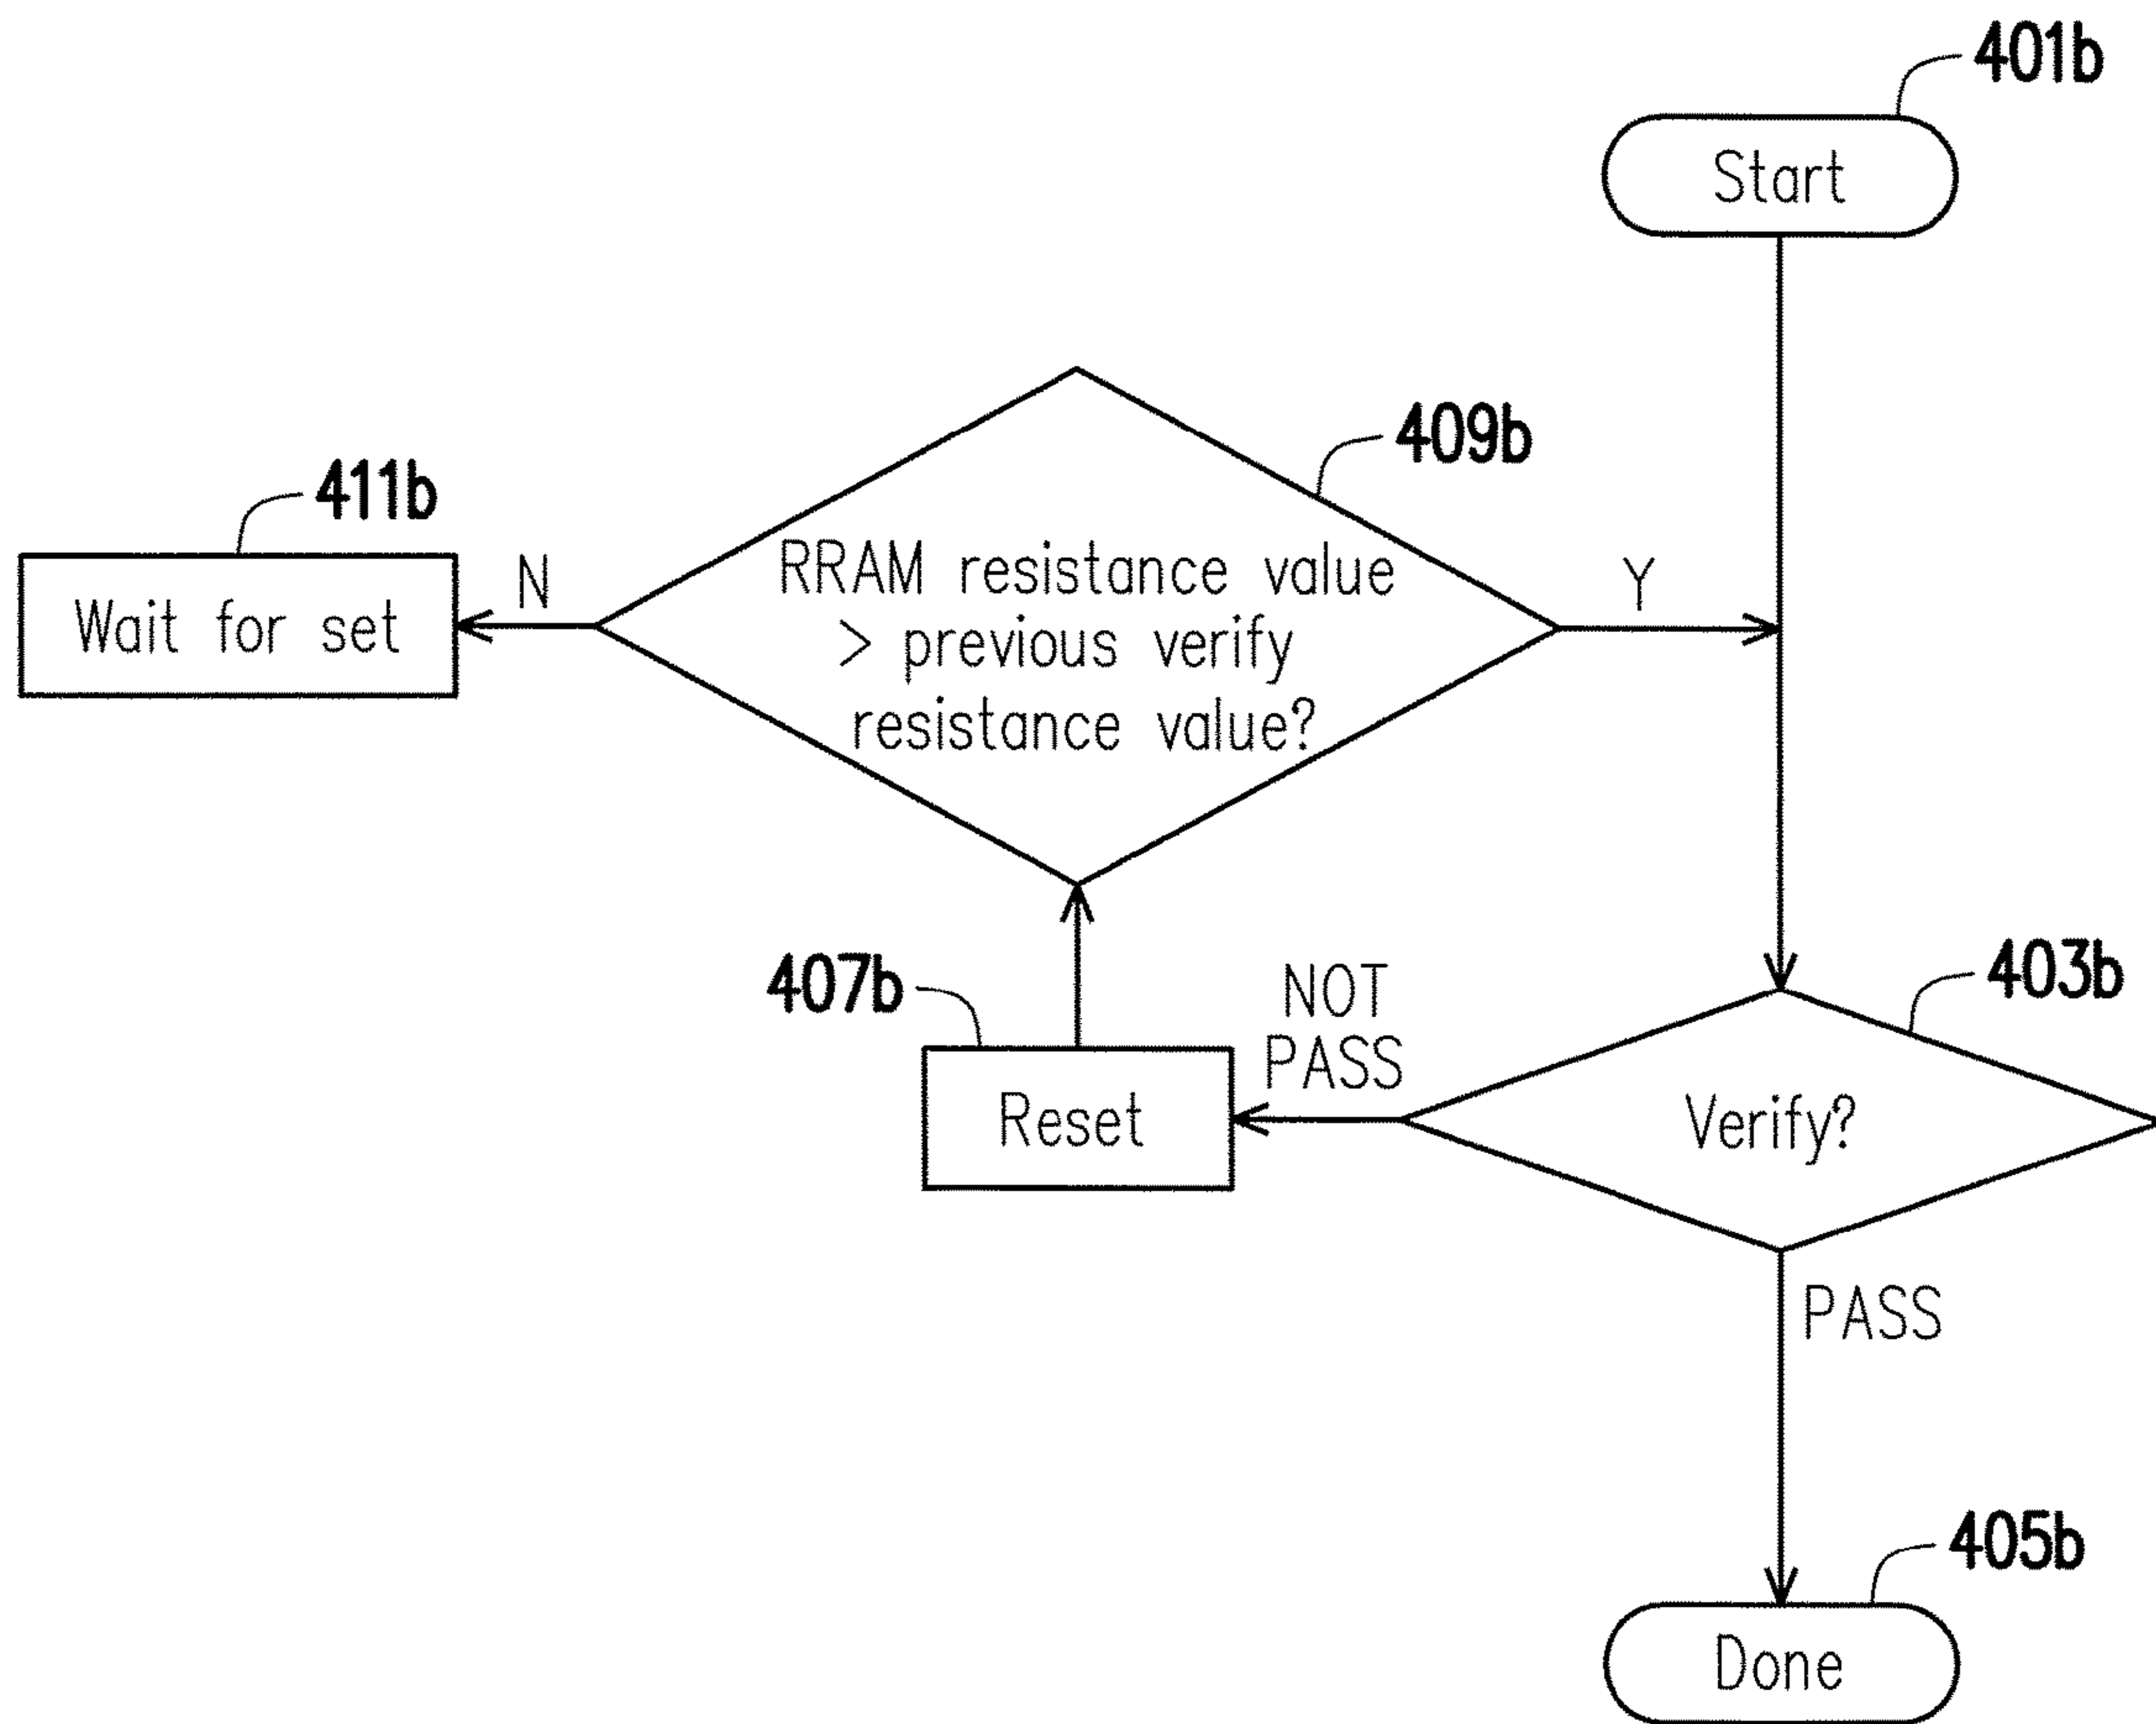 401b
Start
409b
411b
N
RRAM resistance value
Y
Wait for set
> previous verify
resistance value?
407b
NOT
PASS
403b
Reset
Verify?
PASS
405b
Done